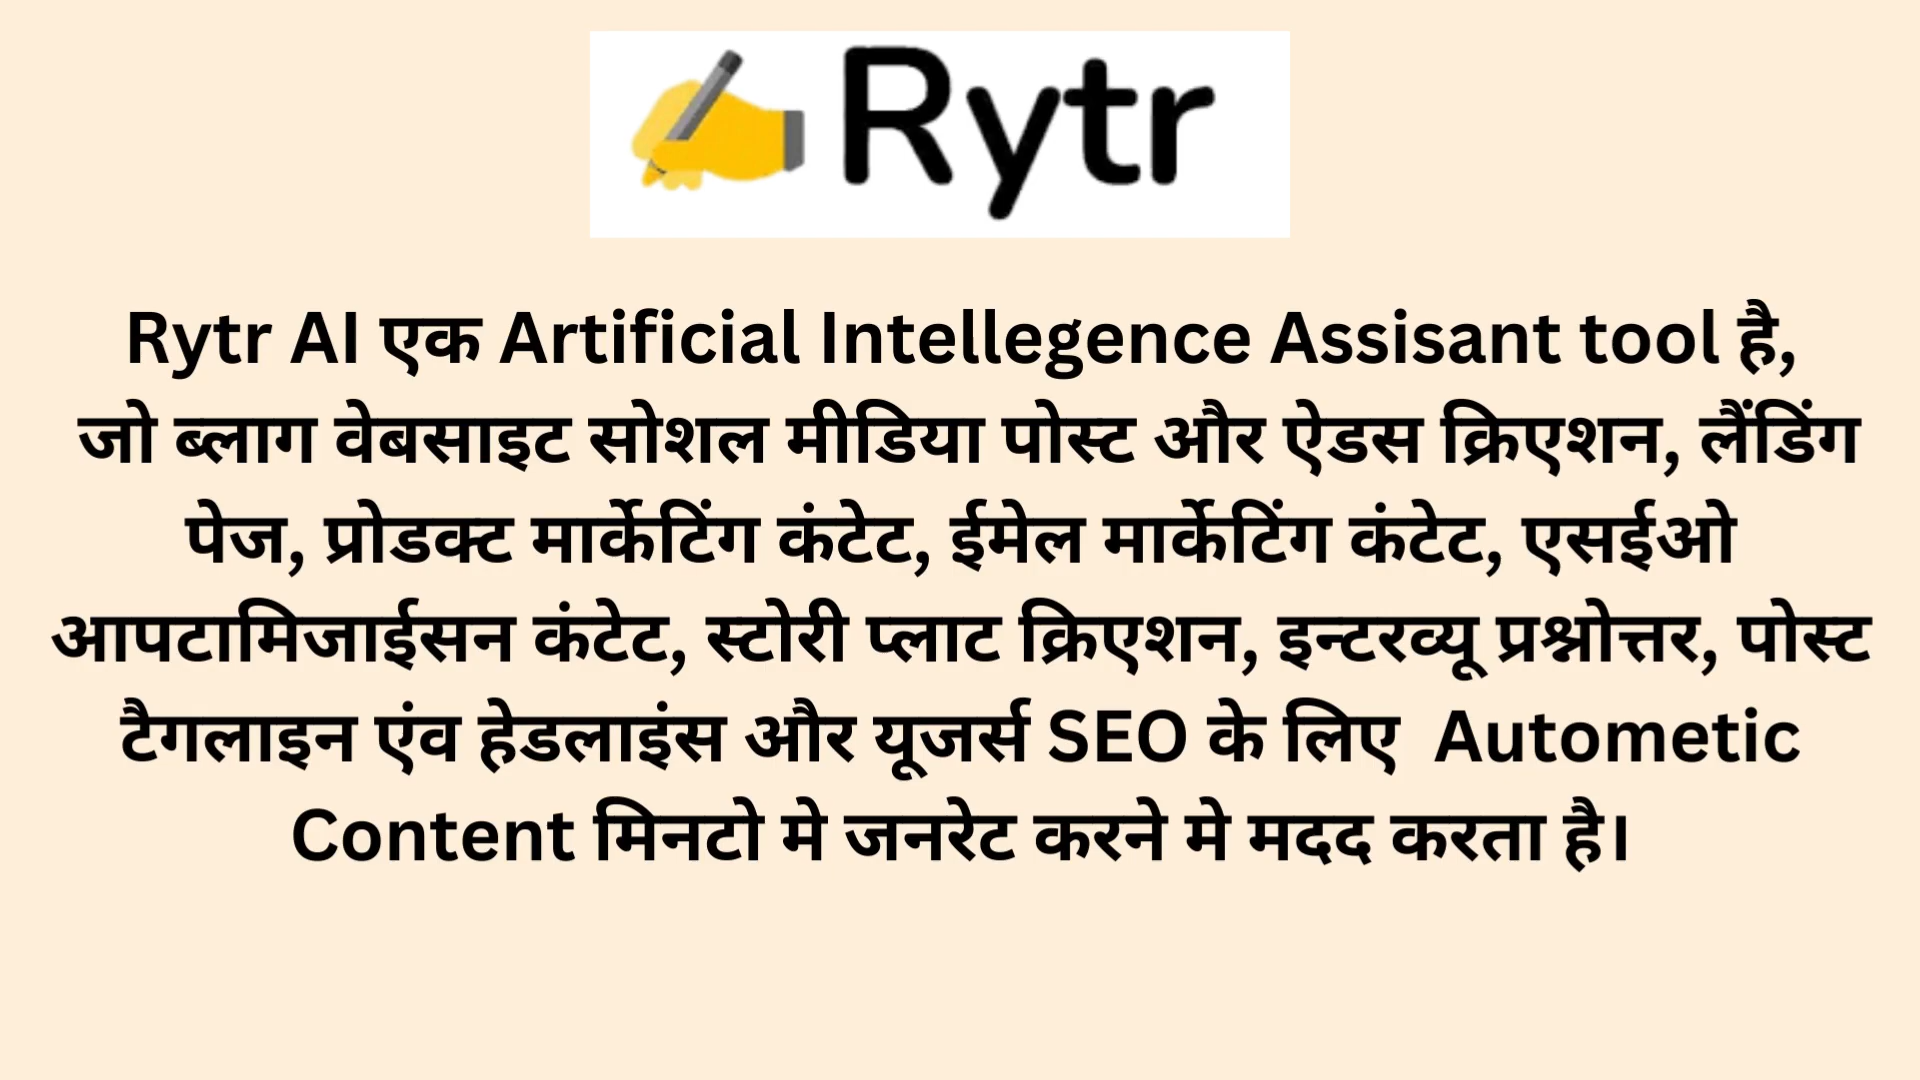 Rytr
Rytr AI एक Artificial Intellegence Assisant tool है,
जो ब्लाग वेबसाइट सोशल मीडिया पोस्ट और ऐडस क्रिएशन, लैंडिंग
पेज, प्रोडक्ट मार्केटिंग कंटेट, ईमेल मार्केटिंग कंटेट, एसईओ
आपटामिजाईसन कंटेट, स्टोरी प्लाट क्रिएशन, इन्टरव्यू प्रश्नोत्तर, पोस्ट
टैगलाइन एंव हेडलाइंस और यूजर्स SEO के लिए  Autometic
Content मिनटो मे जनरेट करने मे मदद करता है।